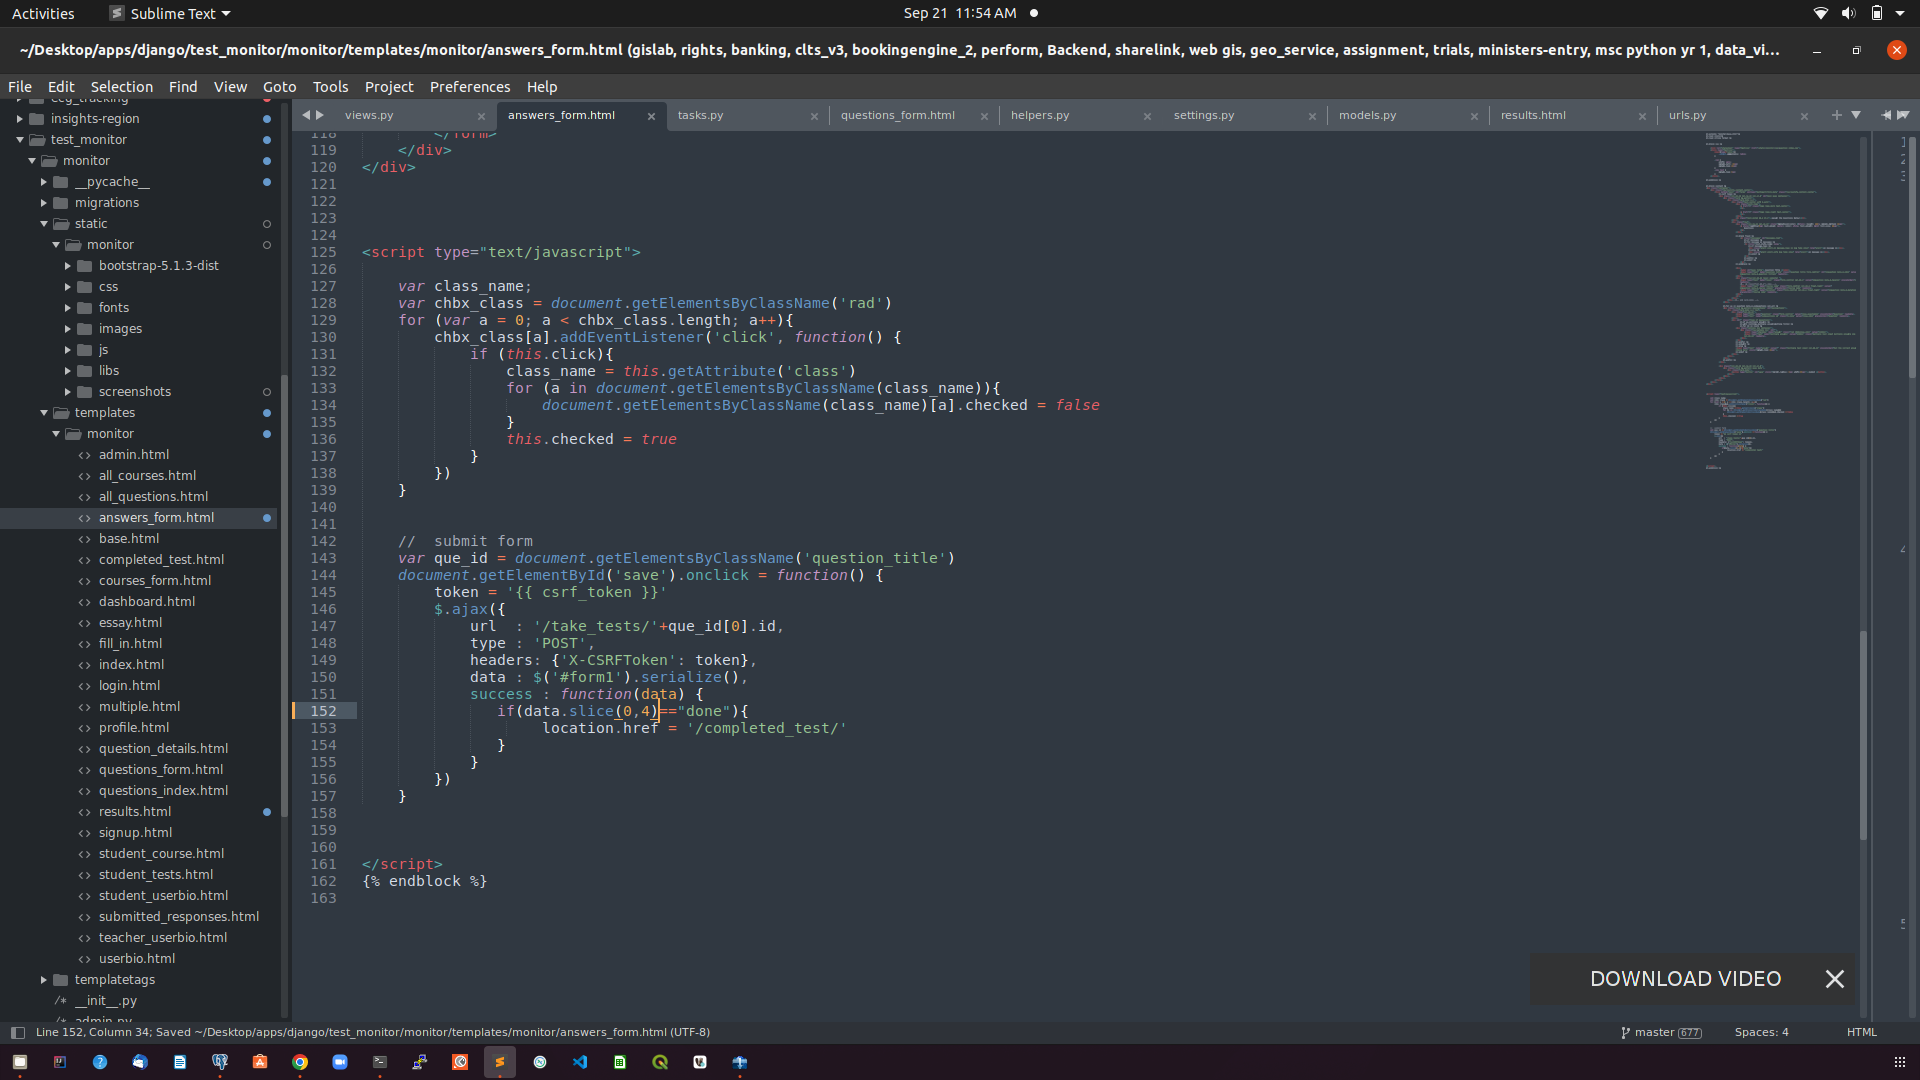 Activities
Sublime Text
Sep 21 11:54 AM
~/Desktop/apps/django/test_monitor/monitor/templates/monitor/answers_form.html (gislab, rights, banking, clts_v3, bookingengine_2, perform, Backend, sharelink, web gis, geo_service, assignment, trials, ministers-entry, msc python yr 1, data_vi...
File Edit Selection Find View Goto Tools Project Preferences Help
views.py
answers_form.html
tasks.py
questions_form.html
helpers.py
settings.py
models.py
results.html
urls.py
eeg_tracking
insights-region
test_monitor
monitor
__pycache__
migrations
static
monitor
bootstrap-5.1.3-dist
css
fonts
images
js
libs
screenshots
templates
monitor
<> admin.html
<> all_courses.html
<> all_questions.html
<> answers_form.html
<> base.html
<> completed_test.html
<> courses_form.html
<> dashboard.html
<> essay.html
<> fill_in.html
<> index.html
<> login.html
<> multiple.html
<> profile.html
<> question_details.html
<> questions_form.html
<> questions_index.html
<> results.html
<> signup.html
<> student_course.html
<> student_tests.html
<> student_userbio.html
<> submitted_responses.html
<> teacher_userbio.html
<> userbio.html
templatetags
/* __init__.py
/* admin.py
118 </form>
119 </div>
120 </div>
121
122
123
124
125 <script type="text/javascript">
126
127 var class_name;
128 var chbx_class = document.getElementsByClassName('rad')
129 for (var a = 0; a < chbx_class.length; a++){
130 chbx_class[a].addEventListener('click', function() {
131 if (this.click){
132 class_name = this.getAttribute('class')
133 for (a in document.getElementsByClassName(class_name)){
134 document.getElementsByClassName(class_name)[a].checked = false
135 }
136 this.checked = true
137 }
138 })
139 }
140
141
142 // submit form
143 var que_id = document.getElementsByClassName('question_title')
144 document.getElementById('save').onclick = function() {
145 token = '{{ csrf_token }}'
146 $.ajax({
147 url : '/take_tests/'+que_id[0].id,
148 type : 'POST',
149 headers: {'X-CSRFToken': token},
150 data : $('#form1').serialize(),
151 success : function(data) {
152 if(data.slice(0,4)=="done"){
153 location.href = '/completed_test/'
154 }
155 }
156 })
157 }
158
159
160
161 </script>
162 {% endblock %}
163
DOWNLOAD VIDEO
Line 152, Column 34; Saved ~/Desktop/apps/django/test_monitor/monitor/templates/monitor/answers_form.html (UTF-8)
master 677
Spaces: 4
HTML